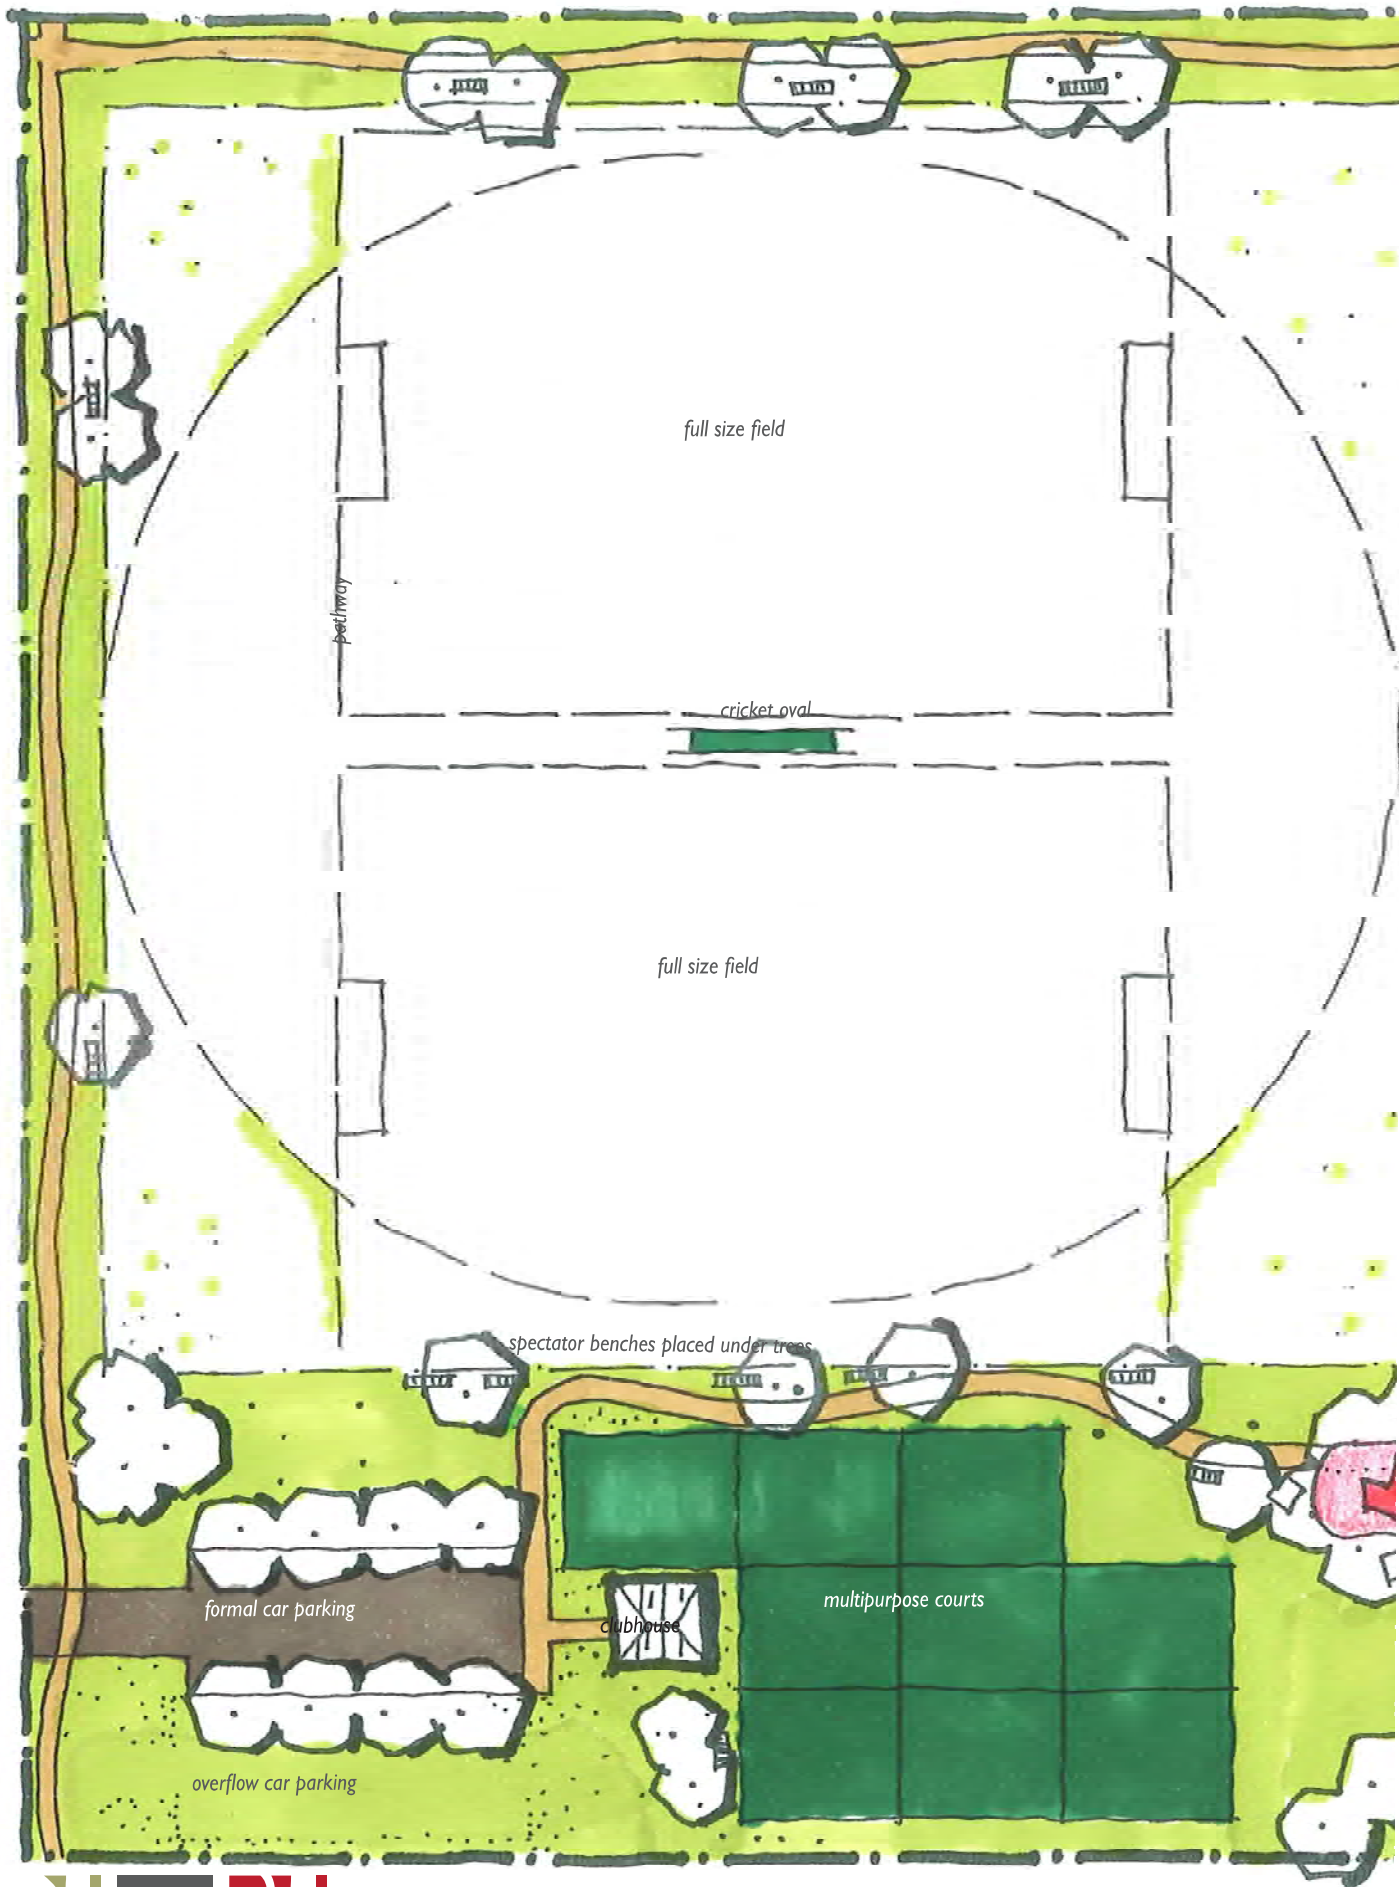 full size field
pathway
cricket oval
full size field
spectator benches placed under trees
formal car parking
multipurpose courts
clubhouse
overflow car parking